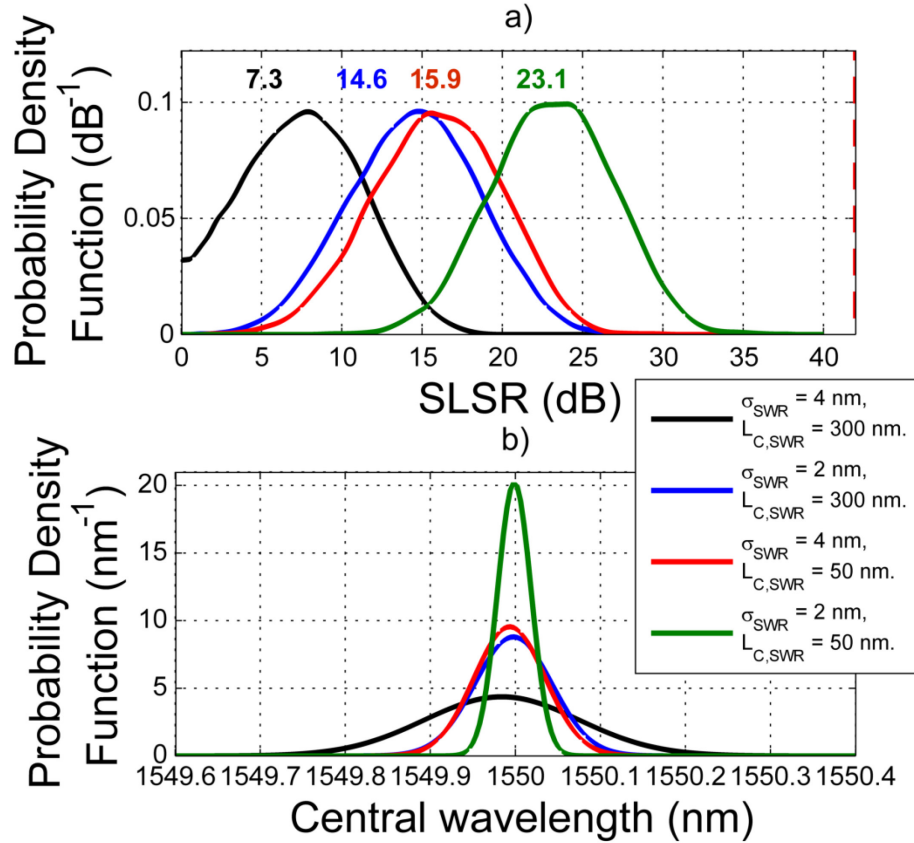 a)
Probability Density
Function (dB⁻¹)
7.3 14.6 15.9 23.1
0.1
0.05
0
0 5 10 15 20 25 30 35 40
SLSR (dB)
σSWR = 4 nm,
LC,SWR = 300 nm.
σSWR = 2 nm,
LC,SWR = 300 nm.
σSWR = 4 nm,
LC,SWR = 50 nm.
σSWR = 2 nm,
LC,SWR = 50 nm.
b)
Probability Density
Function (nm⁻¹)
20
15
10
5
0
1549.6 1549.7 1549.8 1549.9 1550 1550.1 1550.2 1550.3 1550.4
Central wavelength (nm)